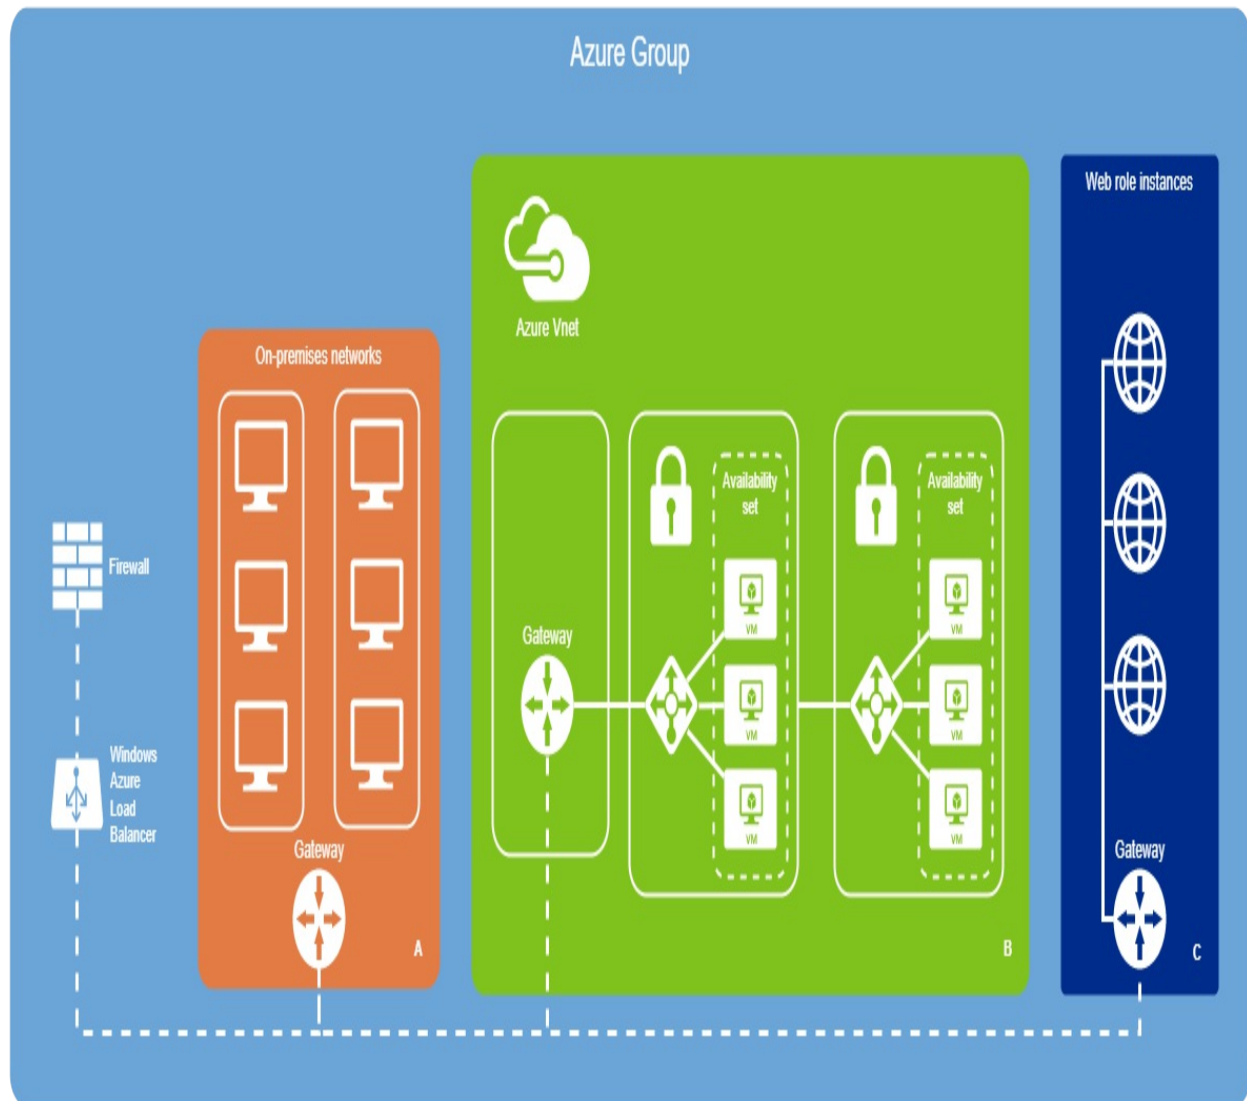 Azure Group
Web role instances
Azure Vnet
On-premises networks
Availability
set
Availability
set
Firewall
VM
VM
Gateway
VM
VM
Windows
Azure
Load
Balancer
VM
VM
Gateway
Gateway
A
B
C